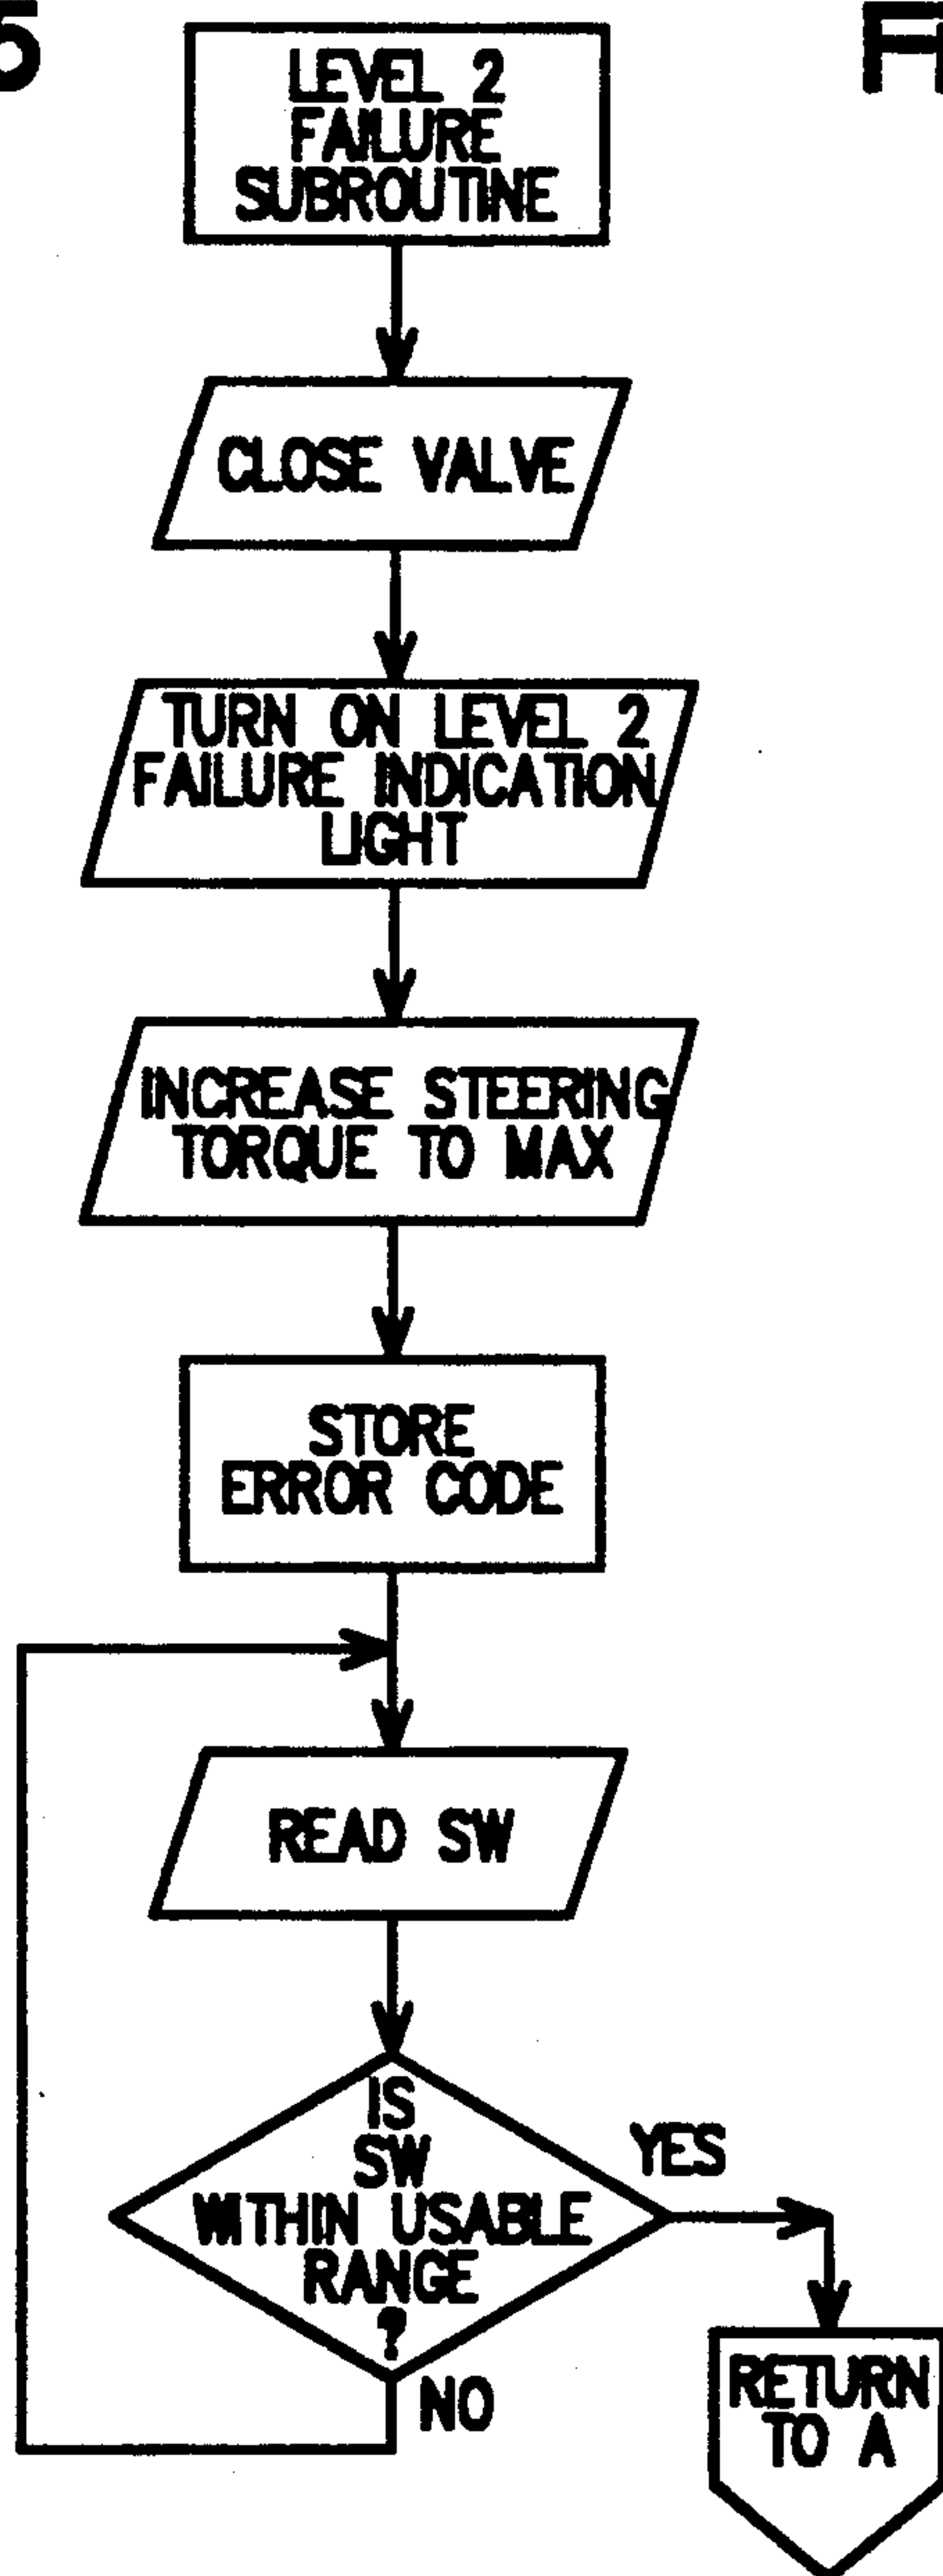 LEVEL 2
FAILURE
SUBROUTINE
CLOSE VALVE
TURN ON LEVEL 2
FAILURE INDICATION
LIGHT
INCREASE STEERING
TORQUE TO MAX
STORE
ERROR CODE
READ SW
IS
SW
WITHIN USABLE
RANGE
?
YES
NO
RETURN
TO A